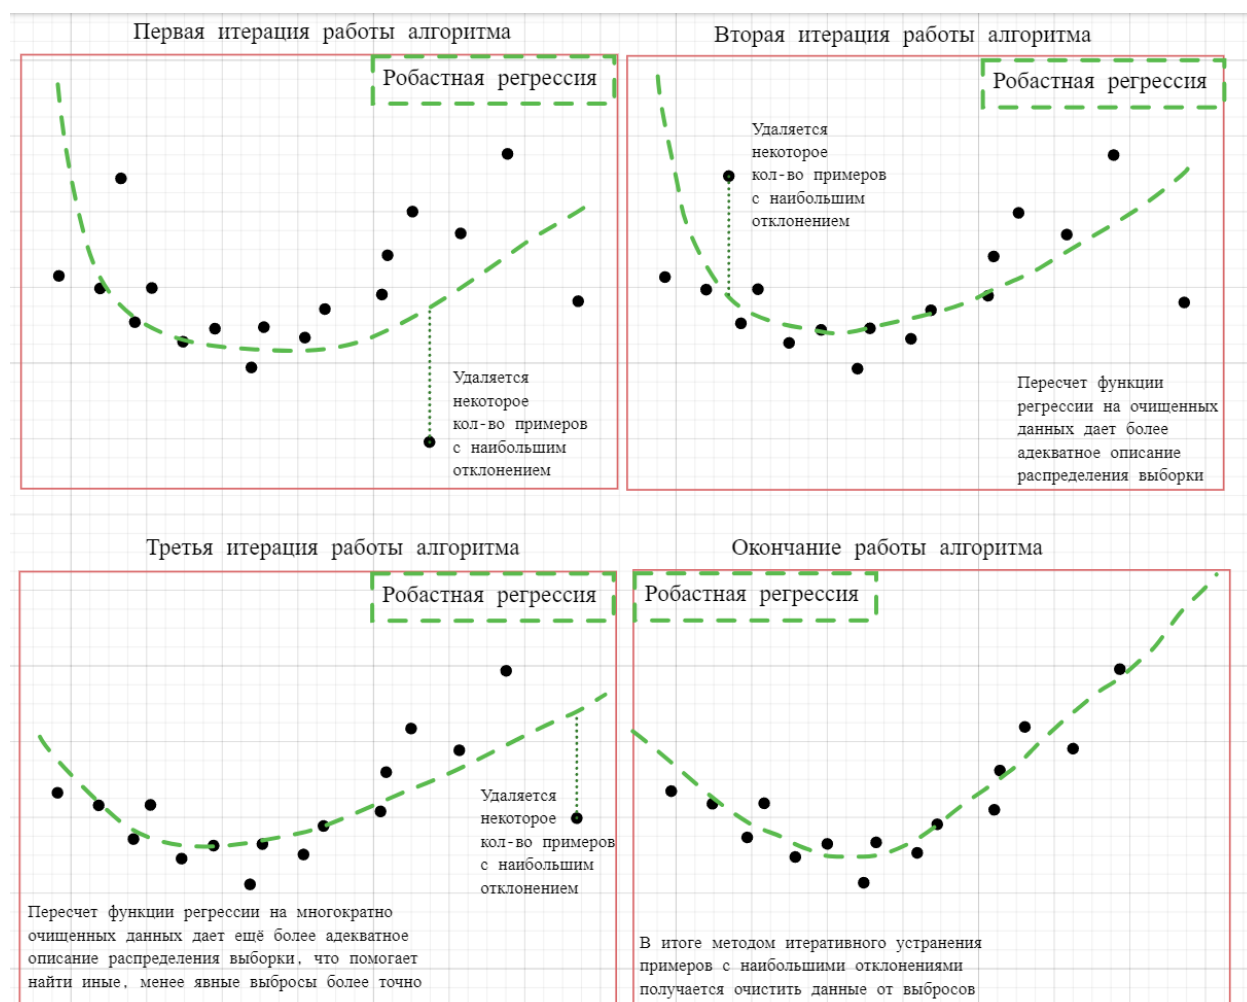 Первая итерация работы алгоритма
Робастная регрессия
Удаляется
некоторое
кол-во примеров
с наибольшим
отклонением
Вторая итерация работы алгоритма
Робастная регрессия
Удаляется
некоторое
кол-во примеров
с наибольшим
отклонением
Пересчет функции
регрессии на очищенных
данных дает более
адекватное описание
распределения выборки
Третья итерация работы алгоритма
Робастная регрессия
Удаляется
некоторое
кол-во примеров
с наибольшим
отклонением
Пересчет функции регрессии на многократно
очищенных данных дает ещё более адекватное
описание распределения выборки, что помогает
найти иные, менее явные выбросы более точно
Окончание работы алгоритма
Робастная регрессия
В итоге методом итеративного устранения
примеров с наибольшими отклонениями
получается очистить данные от выбросов